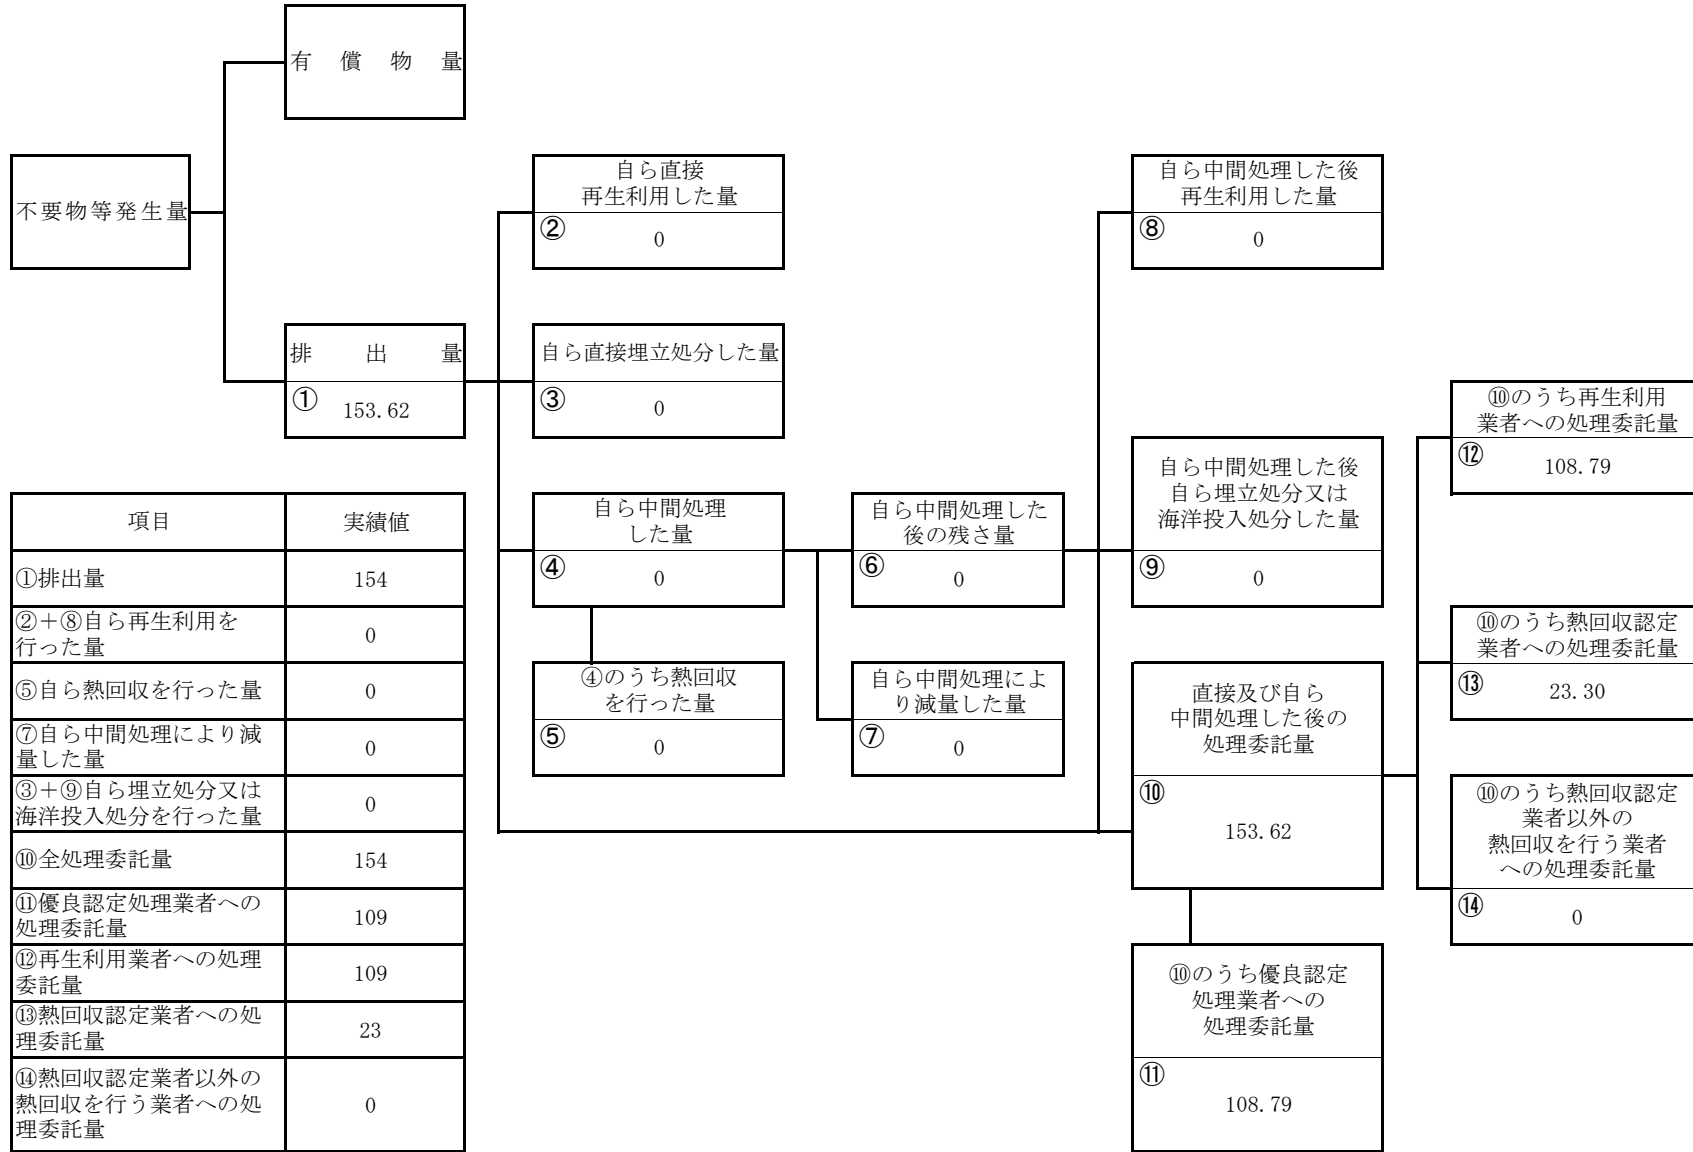 有償物量
不要物等発生量
排出量
①
153.62
自ら直接
再生利用した量
②
0
自ら直接埋立処分した量
③
0
自ら中間処理
した量
④
0
④のうち熱回収
を行った量
⑤
0
自ら中間処理した
後の残さ量
⑥
0
自ら中間処理によ
り減量した量
⑦
0
自ら中間処理した後
再生利用した量
⑧
0
自ら中間処理した後
自ら埋立処分又は
海洋投入処分した量
⑨
0
直接及び自ら
中間処理した後の
処理委託量
⑩
153.62
⑩のうち優良認定
処理業者への
処理委託量
⑪
108.79
⑩のうち再生利用
業者への処理委託量
⑫
108.79
⑩のうち熱回収認定
業者への処理委託量
⑬
23.30
⑩のうち熱回収認定
業者以外の
熱回収を行う業者
への処理委託量
⑭
0
項目 実績値
①排出量 154
②＋⑧自ら再生利用を
行った量 0
⑤自ら熱回収を行った量 0
⑦自ら中間処理により減
量した量 0
③＋⑨自ら埋立処分又は
海洋投入処分を行った量 0
⑩全処理委託量 154
⑪優良認定処理業者への
処理委託量 109
⑫再生利用業者への処理
委託量 109
⑬熱回収認定業者への処
理委託量 23
⑭熱回収認定業者以外の
熱回収を行う業者への処
理委託量 0